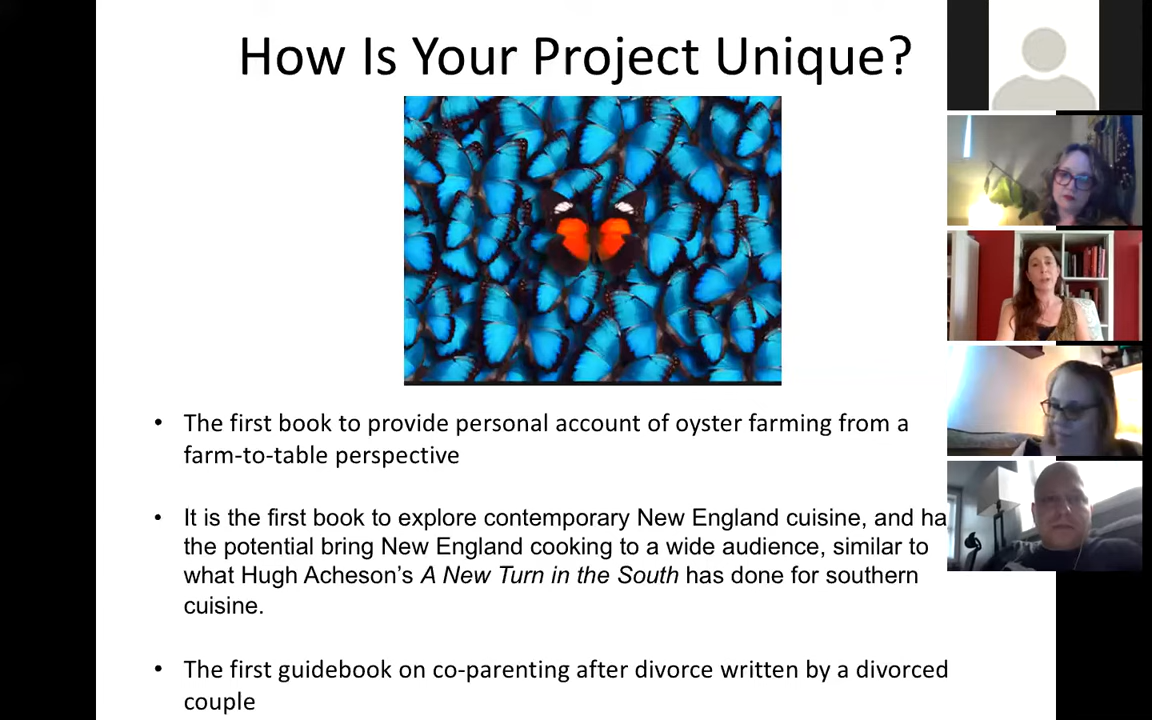 How Is Your Project Unique?
• The first book to provide personal account of oyster farming from a
farm-to-table perspective
• It is the first book to explore contemporary New England cuisine, and ha
the potential bring New England cooking to a wide audience, similar to
what Hugh Acheson’s A New Turn in the South has done for southern
cuisine.
• The first guidebook on co-parenting after divorce written by a divorced
couple